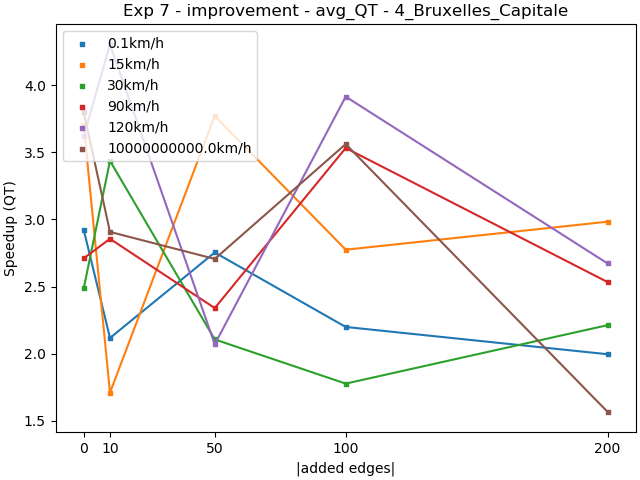 Exp 7 - improvement - avg_QT - 4_Bruxelles_Capitale
0.1km/h
15km/h
30km/h
90km/h
120km/h
10000000000.0km/h
Speedup (QT)
4.0
3.5
3.0
2.5
2.0
1.5
0 10 50 100 200
|added edges|